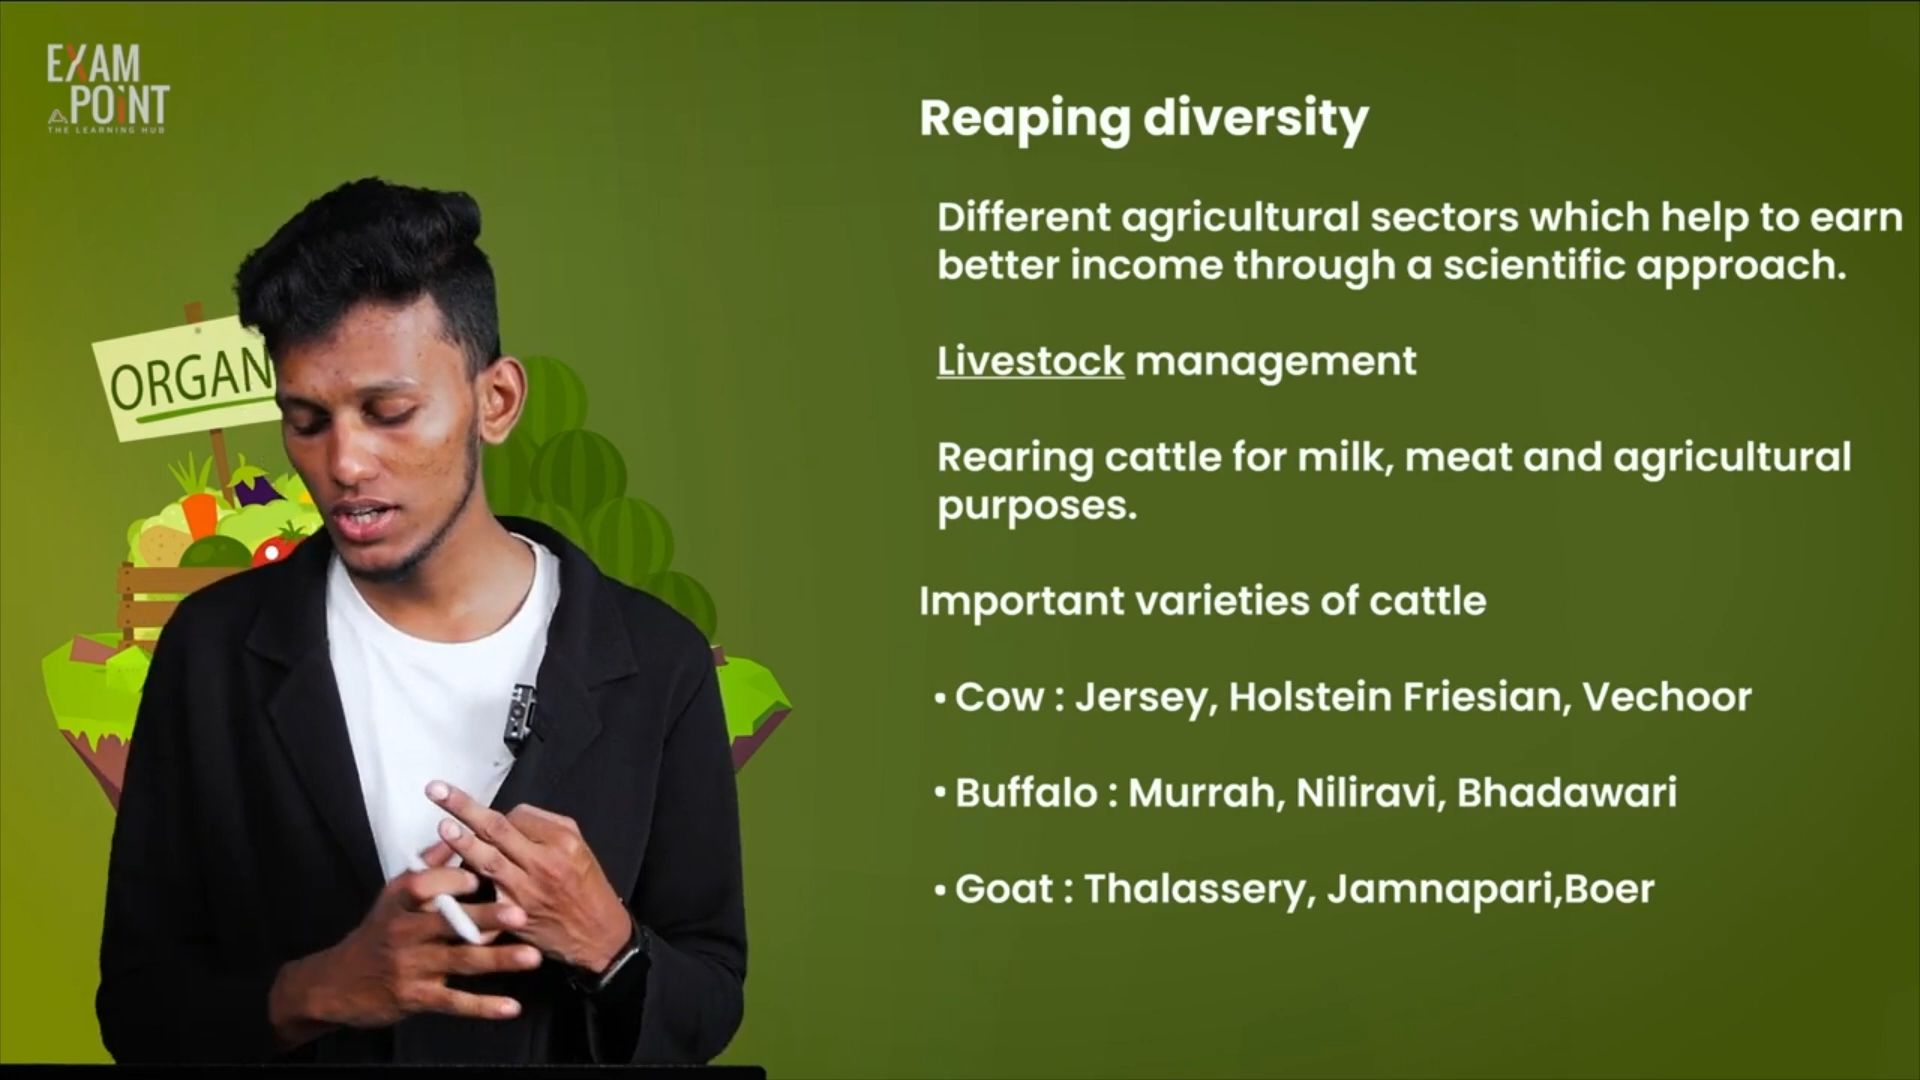 EXAM
POINT
THE LEARNING HUB
Reaping diversity
Different agricultural sectors which help to earn
better income through a scientific approach.
Livestock management
Rearing cattle for milk, meat and agricultural
purposes.
Important varieties of cattle
• Cow : Jersey, Holstein Friesian, Vechoor
• Buffalo : Murrah, Niliravi, Bhadawari
• Goat : Thalassery, Jamnapari,Boer
ORGAN